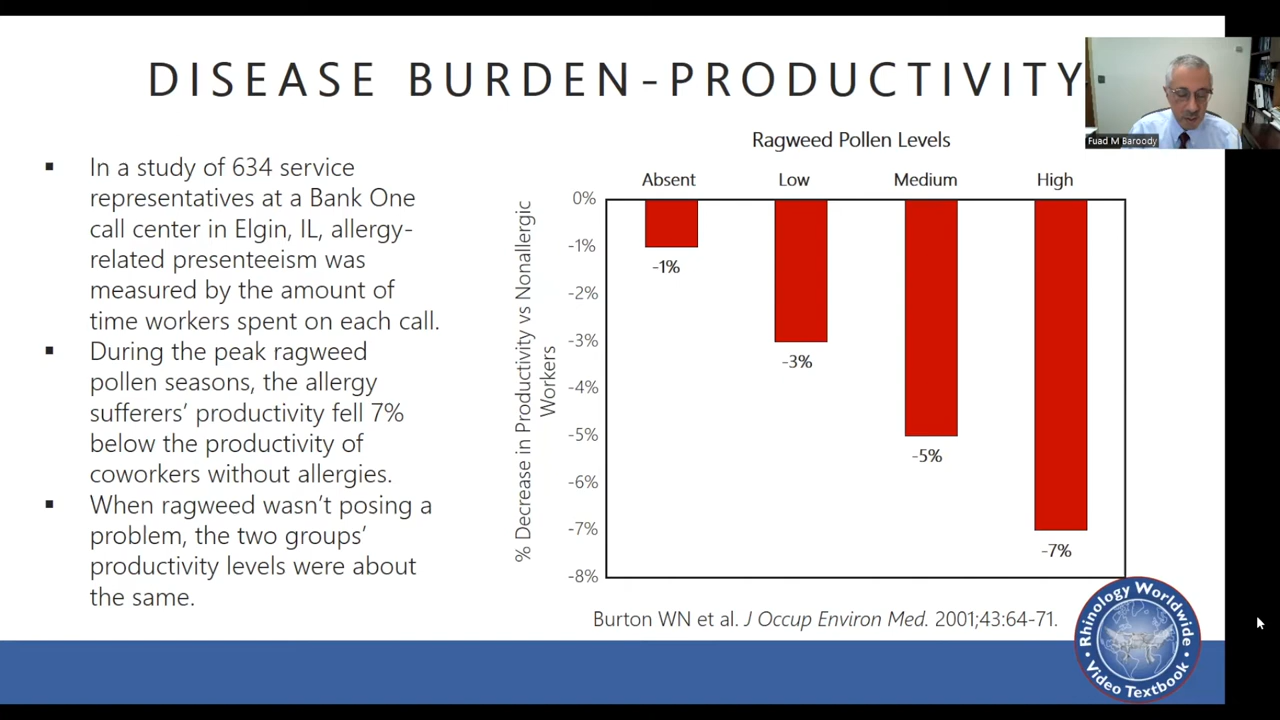 DISEASE BURDEN-PRODUCTIVITY
Fuad M Baroody
▪ In a study of 634 service
representatives at a Bank One
call center in Elgin, IL, allergy-
related presenteeism was
measured by the amount of
time workers spent on each call.
▪ During the peak ragweed
pollen seasons, the allergy
sufferers’ productivity fell 7%
below the productivity of
coworkers without allergies.
▪ When ragweed wasn’t posing a
problem, the two groups’
productivity levels were about
the same.
Ragweed Pollen Levels
Absent Low Medium High
% Decrease in Productivity vs Nonallergic
Workers
0%
-1%
-2%
-3%
-4%
-5%
-6%
-7%
-8%
-1%
-3%
-5%
-7%
Burton WN et al. J Occup Environ Med. 2001;43:64-71.
Rhinology Worldwide
Video Textbook